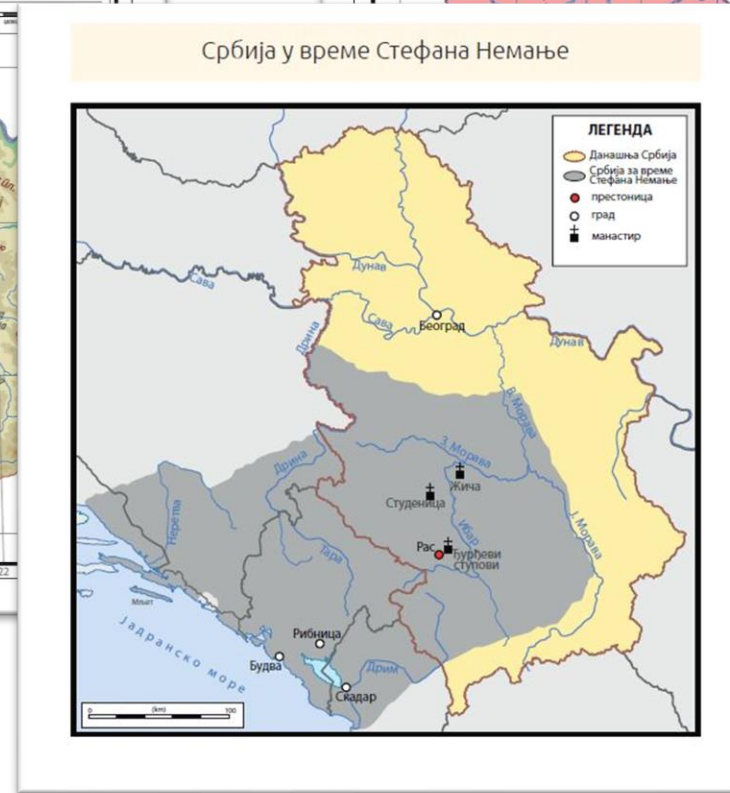 Србија у време Стефана Немање
ЛЕГЕНДА
Данашња Србија
Србија за време
Стефана Немање
престоница
град
манастир
Дунав
Сава
Сава
Београд
Дрина
Дунав
В. Морава
З. Морава
Жича
Студеница
Дрина
Неретва
Ибар
Ј. Морава
Рас
Ђурђеви
ступови
Тара
Мљет
Јадранско море
Рибница
Будва
Дрим
Скадар
0 (km) 100
22